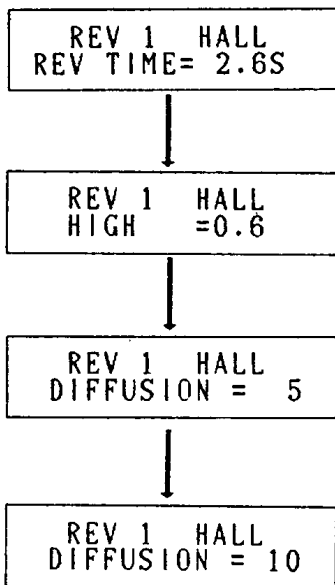 REV 1 HALL
REV TIME= 2.6S
REV 1 HALL
HIGH =0.6
REV 1 HALL
DIFFUSION = 5
REV 1 HALL
DIFFUSION = 10